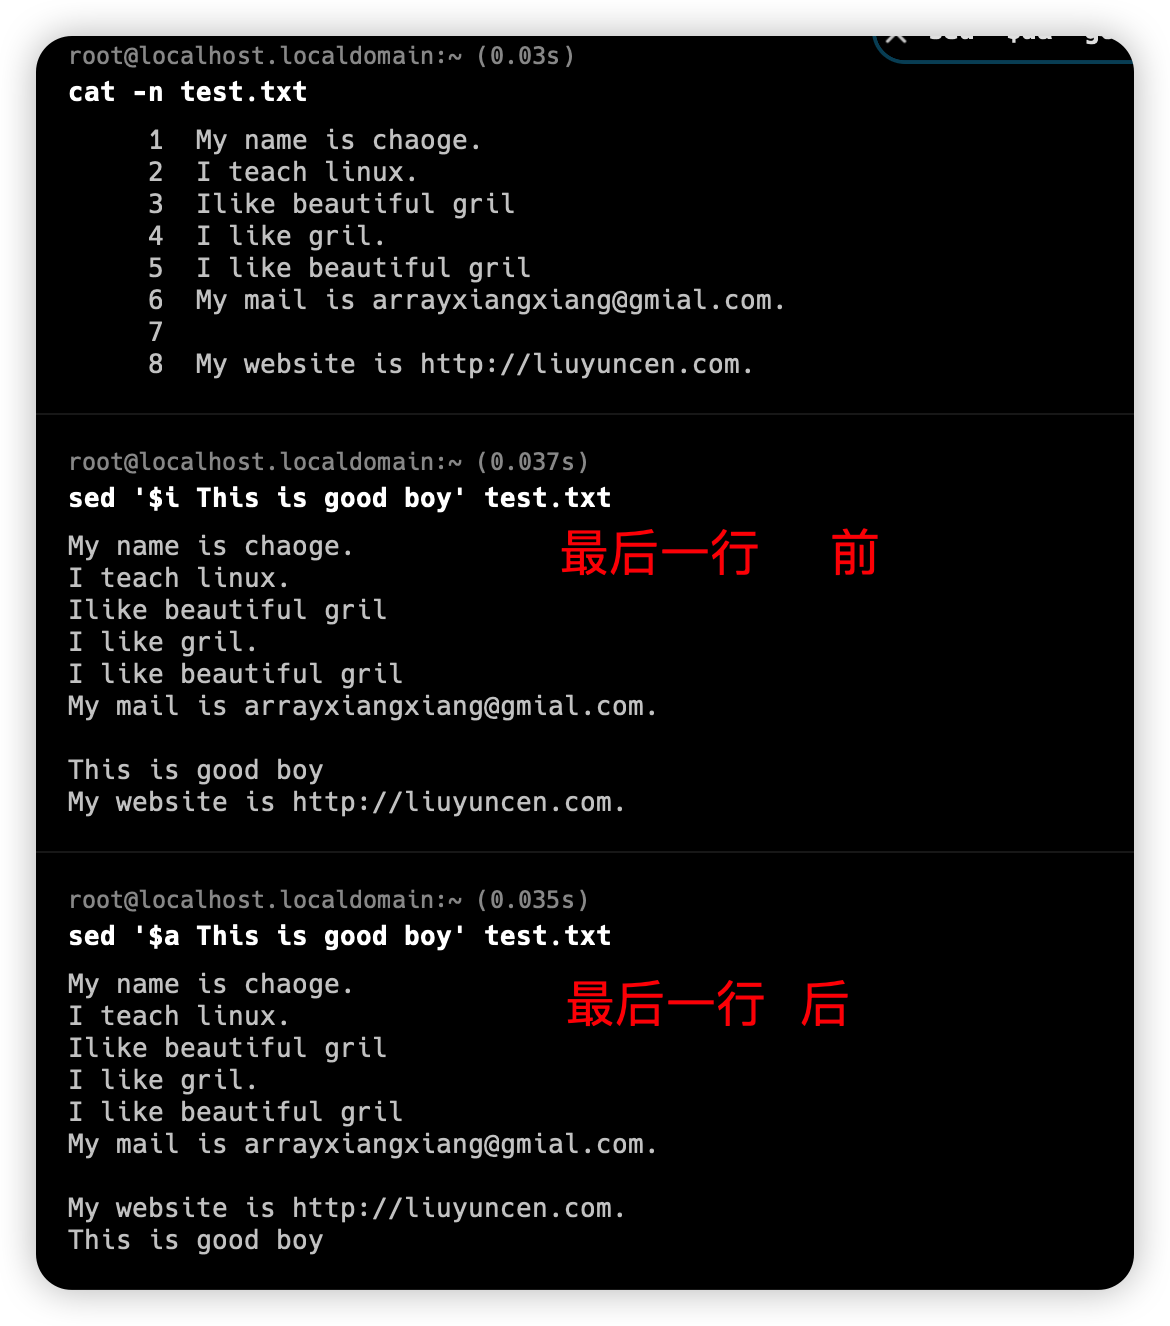 root@localhost.localdomain:~ (0.03s)
cat -n test.txt
1 My name is chaoge.
2 I teach linux.
3 Ilike beautiful gril
4 I like gril.
5 I like beautiful gril
6 My mail is arrayxiangxiang@gmial.com.
7
8 My website is http://liuyuncen.com.
root@localhost.localdomain:~ (0.037s)
sed '$i This is good boy' test.txt
最后一行 前
My name is chaoge.
I teach linux.
Ilike beautiful gril
I like gril.
I like beautiful gril
My mail is arrayxiangxiang@gmial.com.

This is good boy
My website is http://liuyuncen.com.
root@localhost.localdomain:~ (0.035s)
sed '$a This is good boy' test.txt
My name is chaoge.
最后一行 后
I teach linux.
Ilike beautiful gril
I like gril.
I like beautiful gril
My mail is arrayxiangxiang@gmial.com.

My website is http://liuyuncen.com.
This is good boy